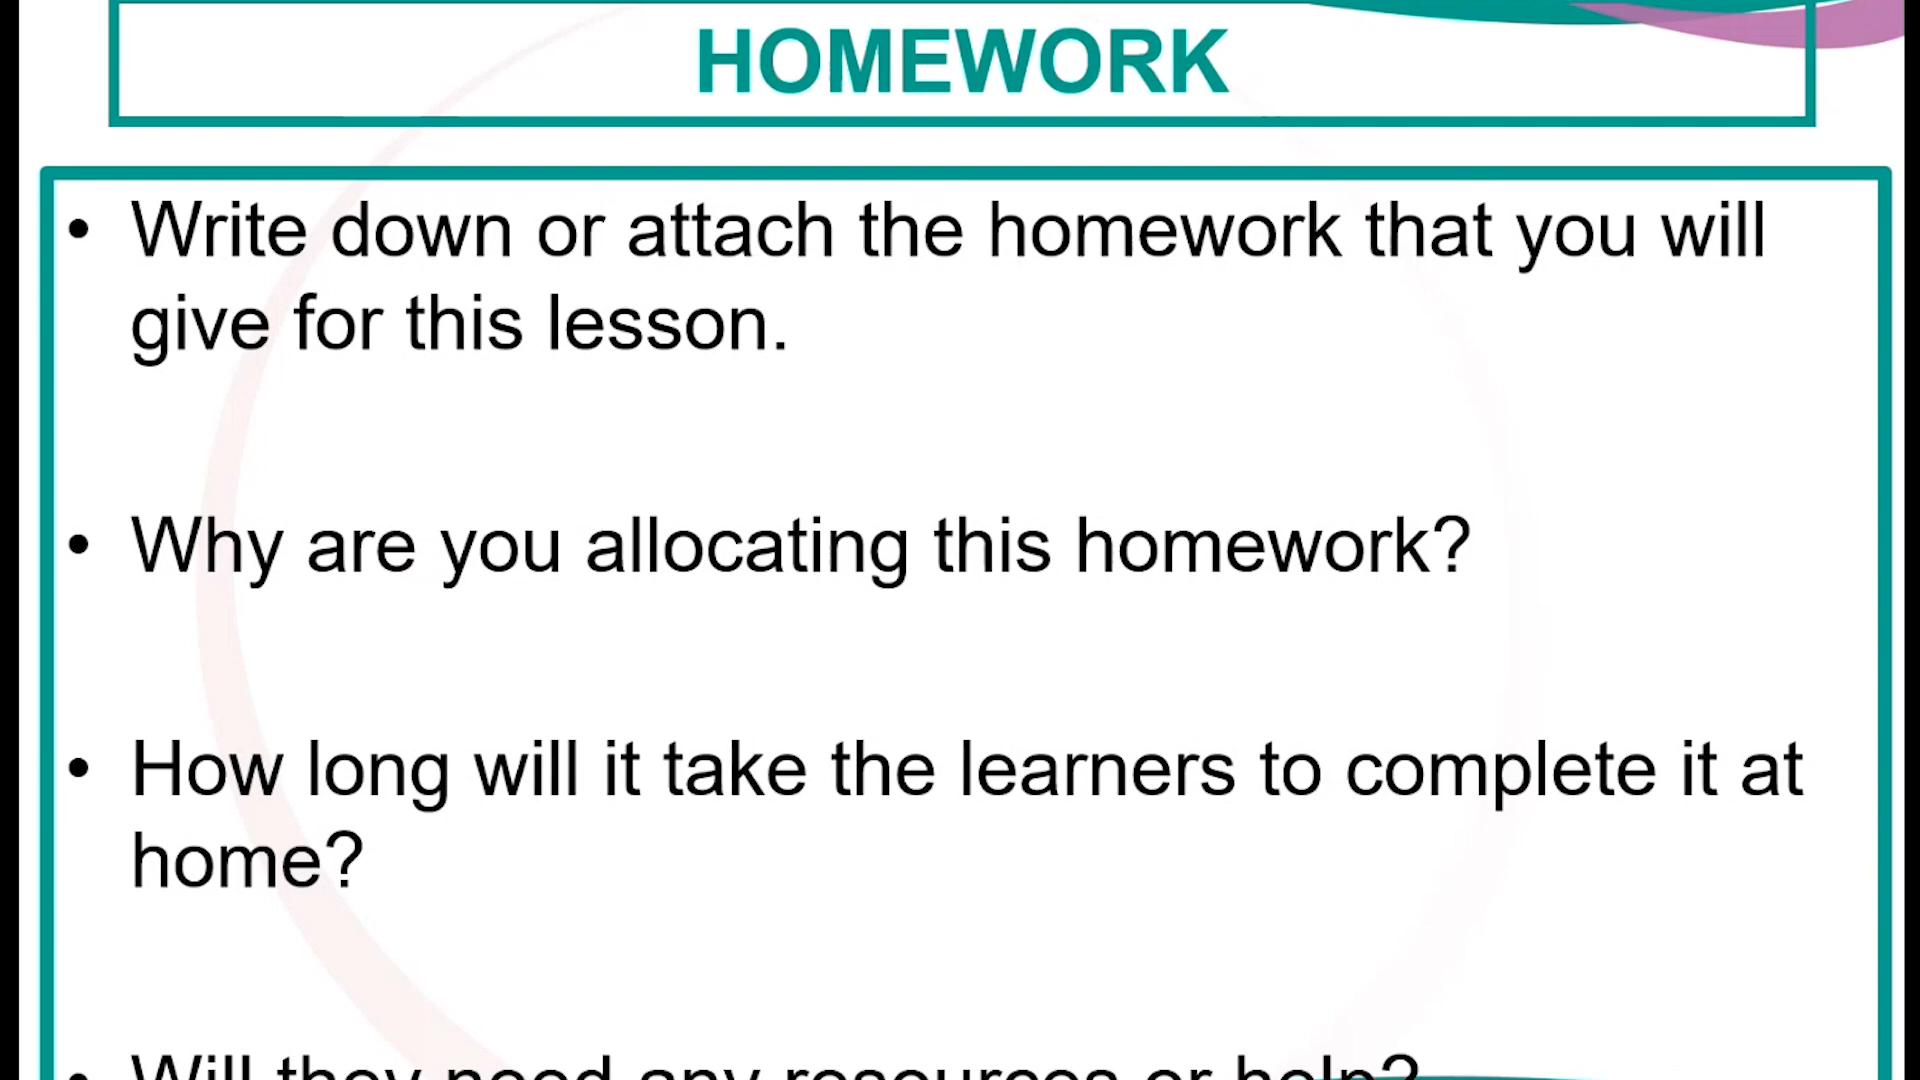 HOMEWORK
• Write down or attach the homework that you will
give for this lesson.
• Why are you allocating this homework?
• How long will it take the learners to complete it at
home?
• Will they need any resources or help?